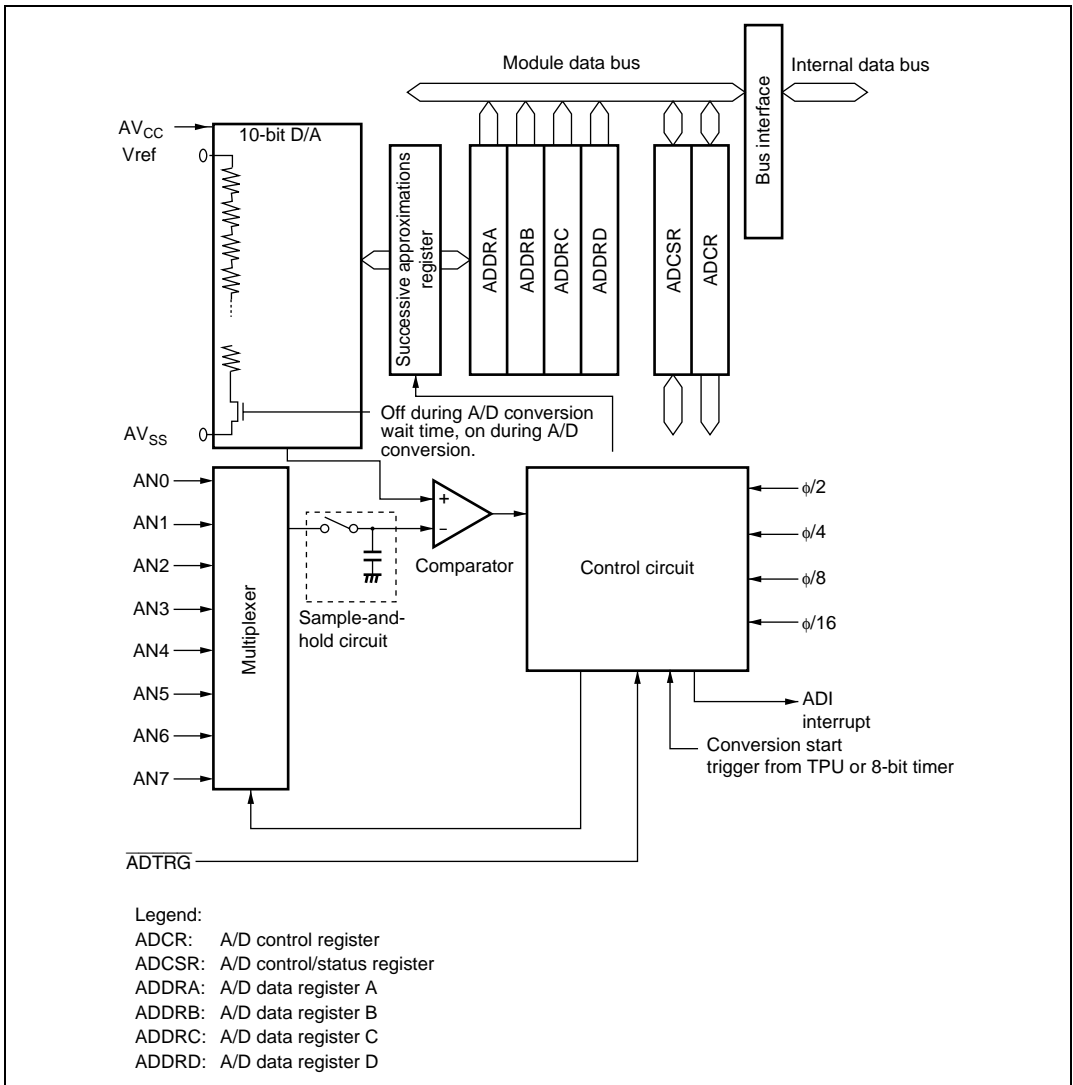 Module data bus
Internal data bus
Bus interface
AVCC
Vref
10-bit D/A
AVSS
Successive approximations
register
ADDRA
ADDRB
ADDRC
ADDRD
ADCSR
ADCR
Off during A/D conversion
wait time, on during A/D
conversion.
AN0
AN1
AN2
AN3
AN4
AN5
AN6
AN7
Multiplexer
Sample-and-
hold circuit
+
−
Comparator
Control circuit
ϕ/2
ϕ/4
ϕ/8
ϕ/16
ADI
interrupt
Conversion start
trigger from TPU or 8-bit timer
ADTRG
Legend:
ADCR: A/D control register
ADCSR: A/D control/status register
ADDRA: A/D data register A
ADDRB: A/D data register B
ADDRC: A/D data register C
ADDRD: A/D data register D